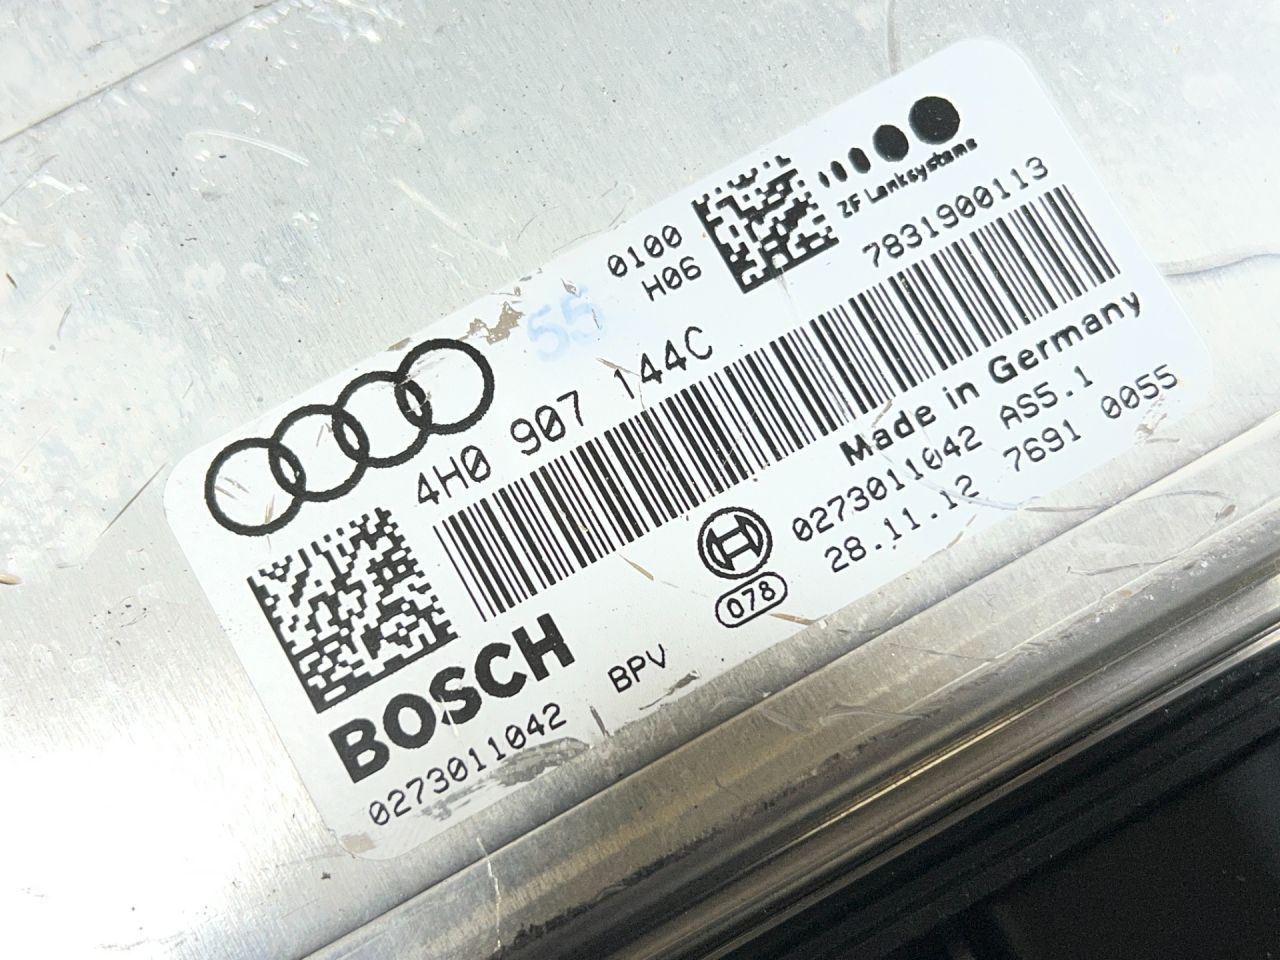 ZF Lenksysteme
0100
H06
7831900113
55
4H0 907 144C
Made in Germany
0273011042 AS5.1
28.11.12 7691 0055
078
BOSCH
0273011042 BPV